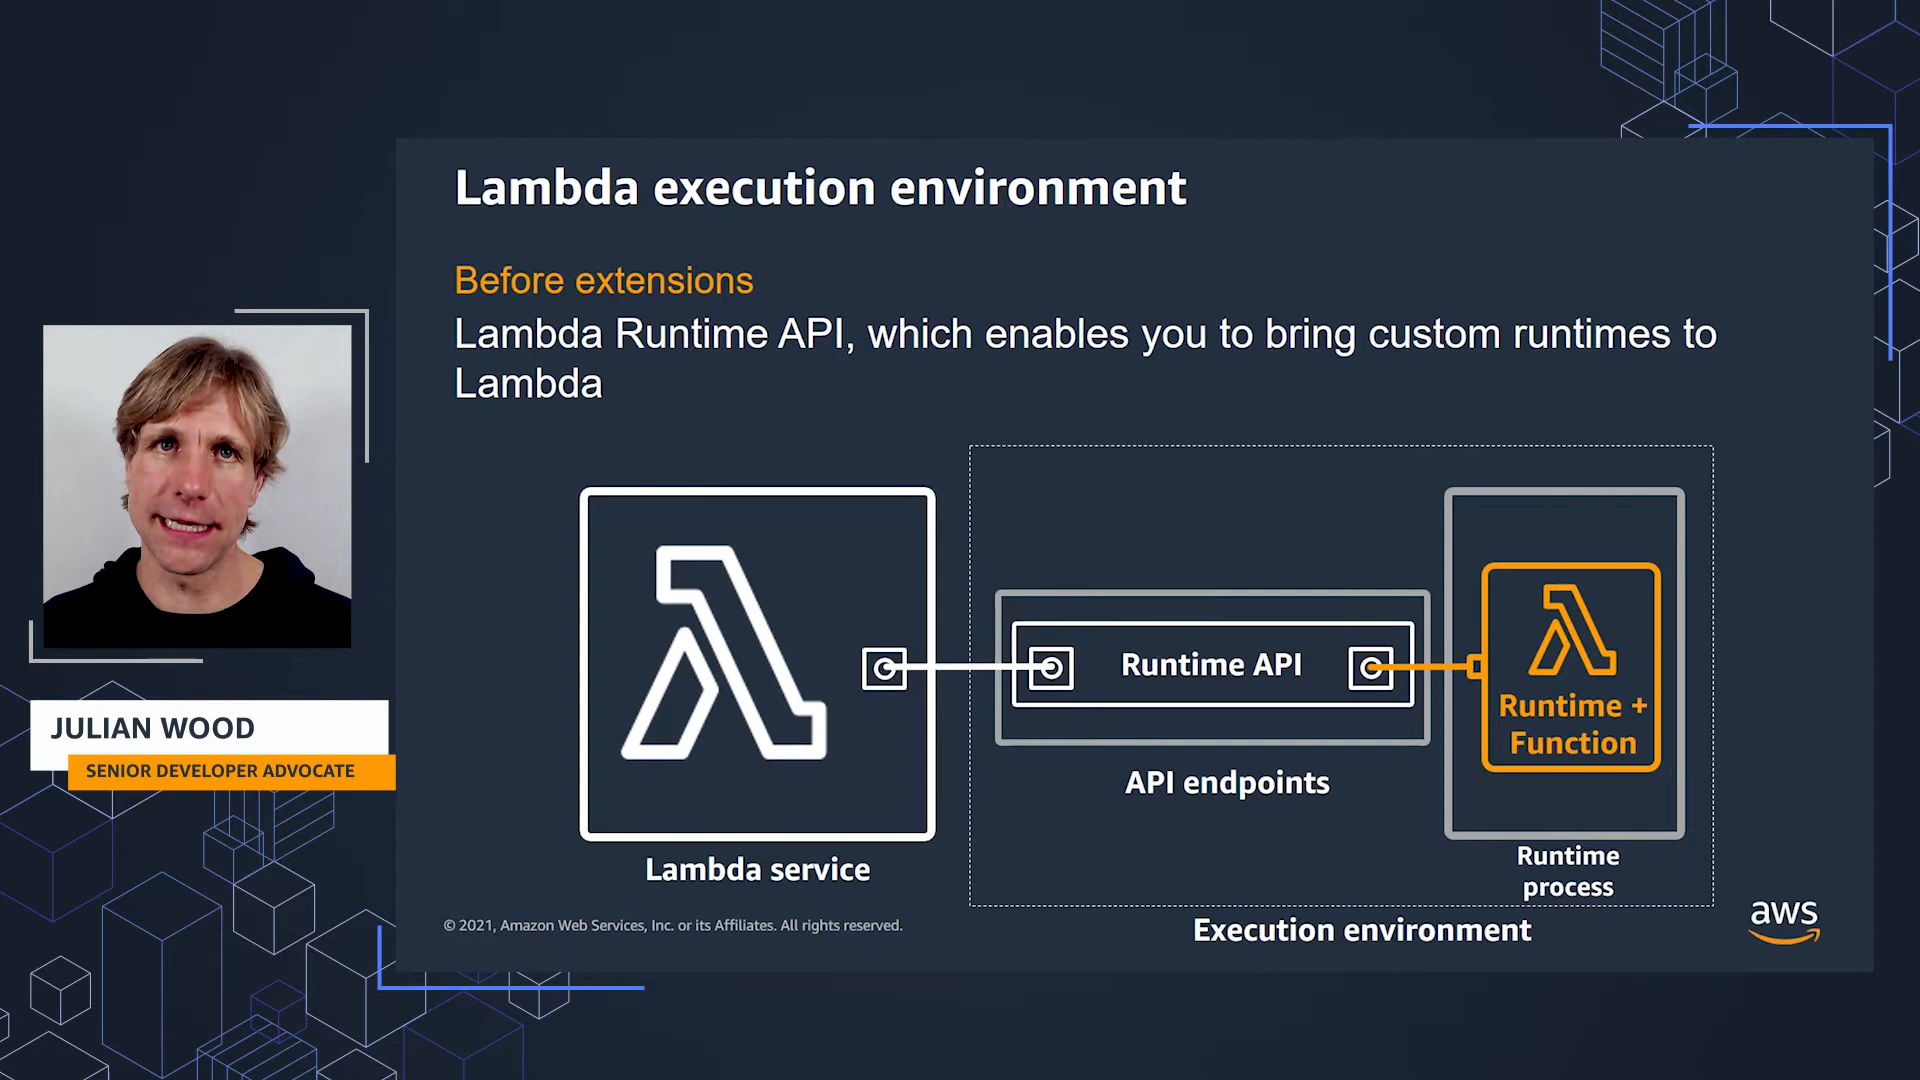 Lambda execution environment
Before extensions
Lambda Runtime API, which enables you to bring custom runtimes to
Lambda
JULIAN WOOD
SENIOR DEVELOPER ADVOCATE
Runtime API
Runtime +
Function
API endpoints
Lambda service
Runtime
process
Execution environment
© 2021, Amazon Web Services, Inc. or its Affiliates. All rights reserved.
aws